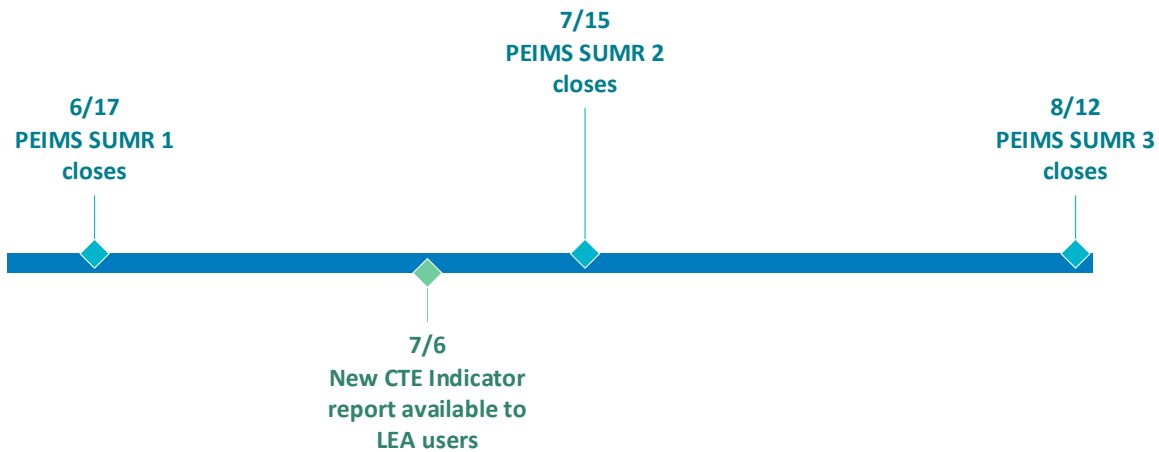 7/15
PEIMS SUMR 2
closes
6/17
PEIMS SUMR 1
closes
8/12
PEIMS SUMR 3
closes
7/6
New CTE Indicator
report available to
LEA users